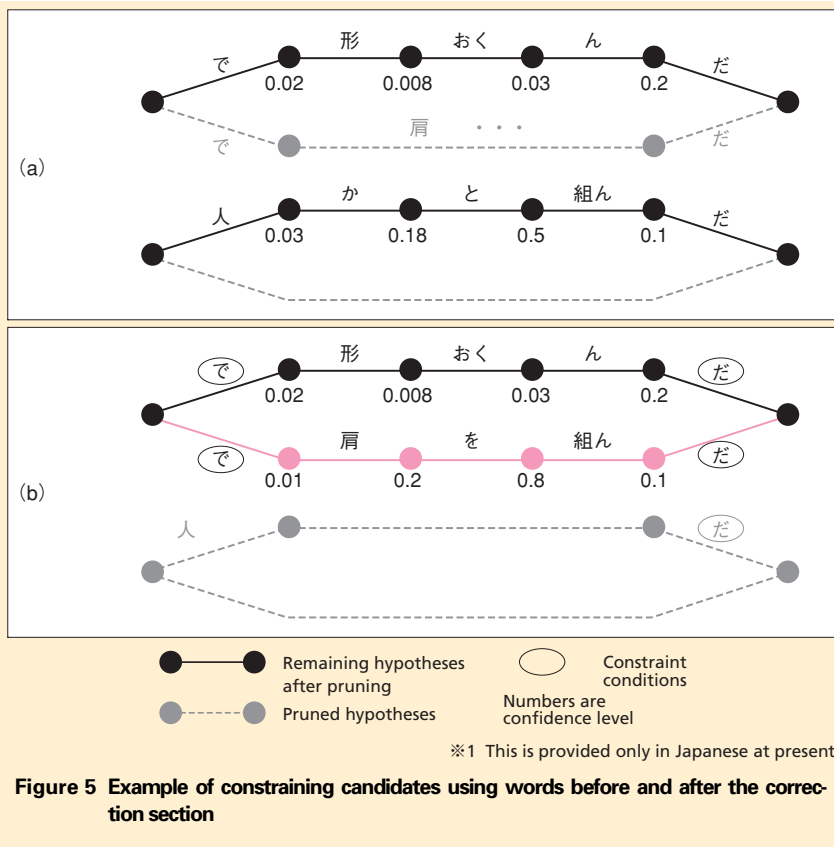 で 形 おく ん だ
0.02 0.008 0.03 0.2
で 肩 ・・・ だ
(a)
人 か と 組ん だ
0.03 0.18 0.5 0.1
で 形 おく ん だ
0.02 0.008 0.03 0.2
で 肩 を 組ん だ
0.01 0.2 0.8 0.1
(b)
人 だ
Remaining hypotheses
after pruning
Pruned hypotheses
Constraint
conditions
Numbers are
confidence level
※1 This is provided only in Japanese at present
Figure 5 Example of constraining candidates using words before and after the correc-
tion section